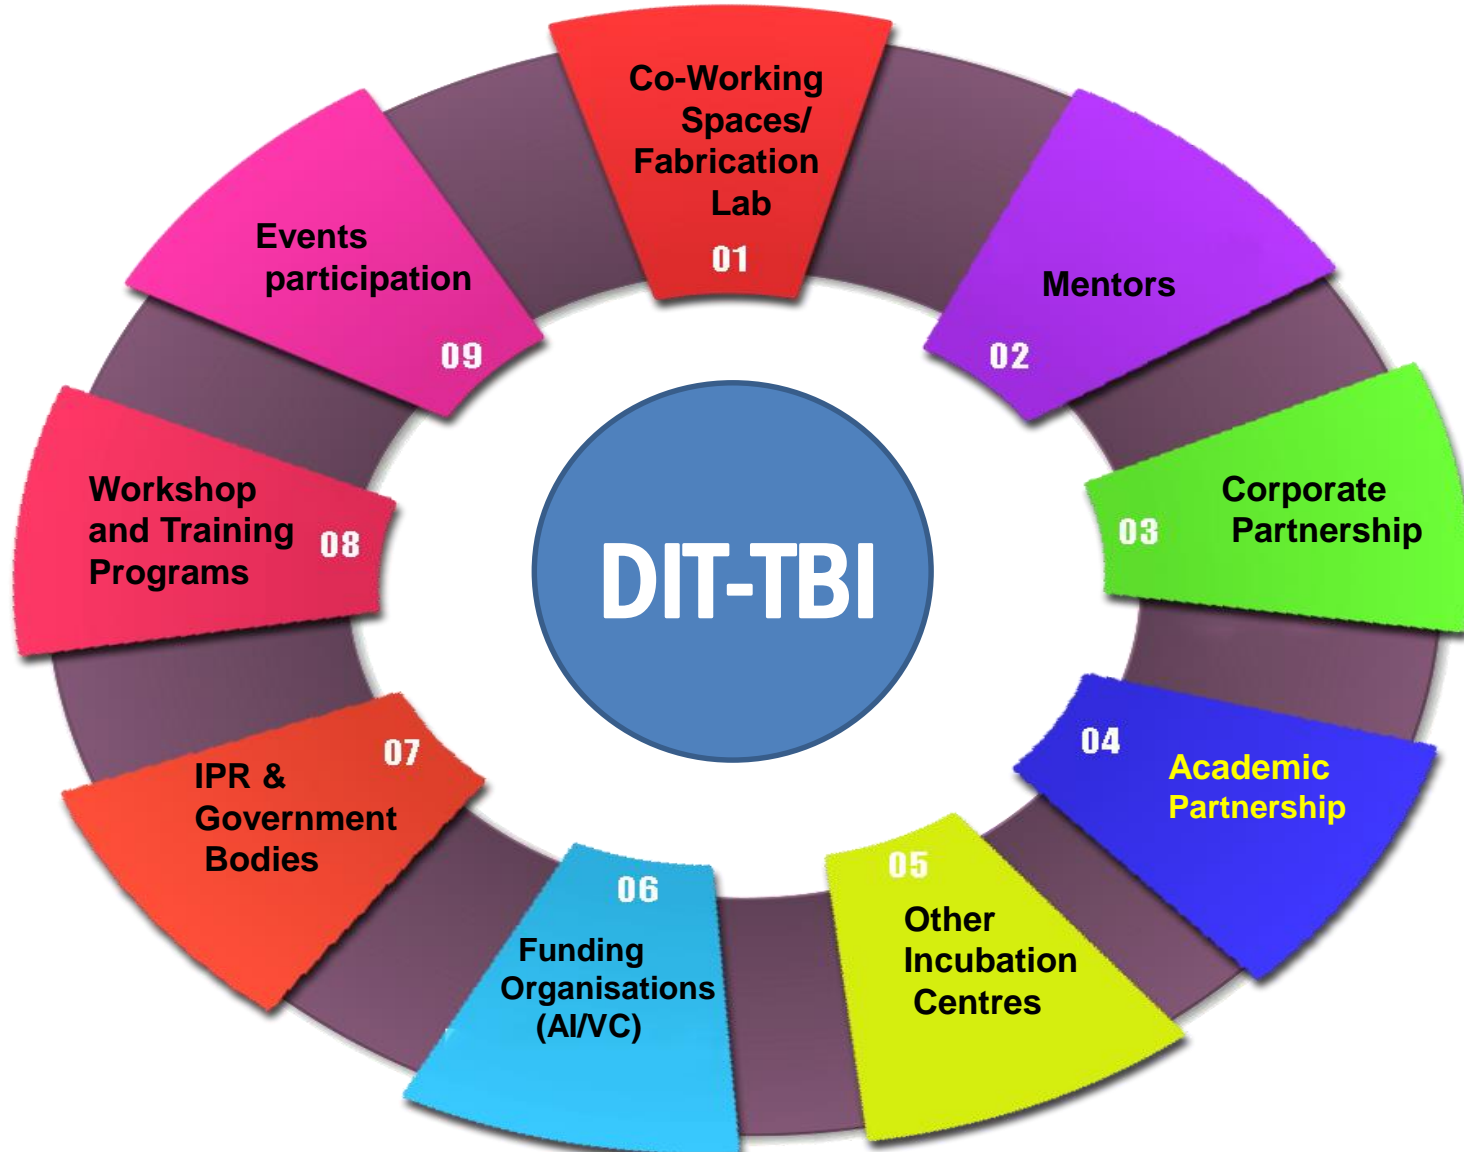 Co-Working
Spaces/
Fabrication
Lab
01
Mentors
02
Corporate
Partnership
03
04
Academic
Partnership
05
Other
Incubation
Centres
06
Funding
Organisations
(AI/VC)
07
IPR &
Government
Bodies
Workshop
and Training
Programs
08
Events
participation
09
DIT-TBI